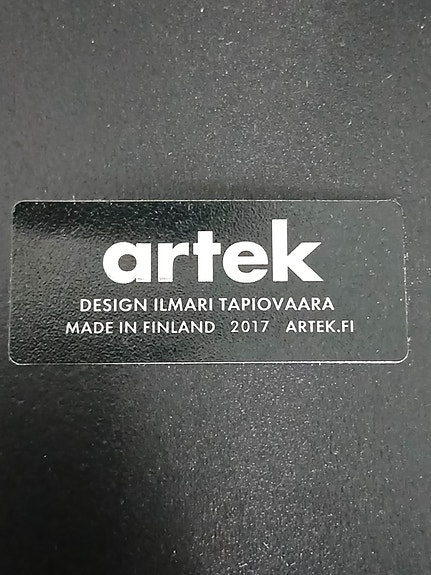 artek
DESIGN ILMARI TAPIOVAARA
MADE IN FINLAND 2017 ARTEK.FI